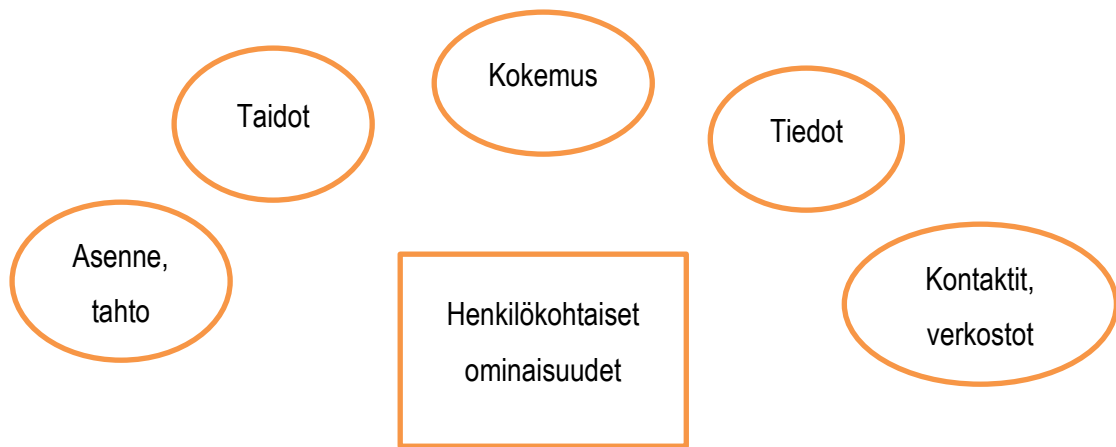 Kokemus
Taidot
Tiedot
Asenne,
tahto
Henkilökohtaiset
ominaisuudet
Kontaktit,
verkostot